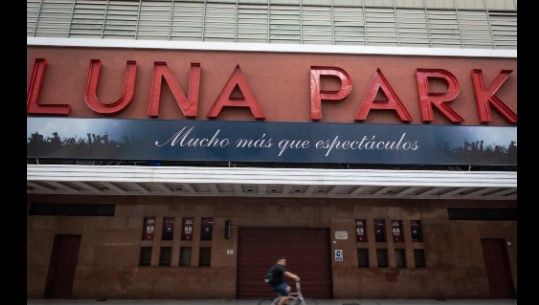 LUNA PARK
Mucho más que espectáculos